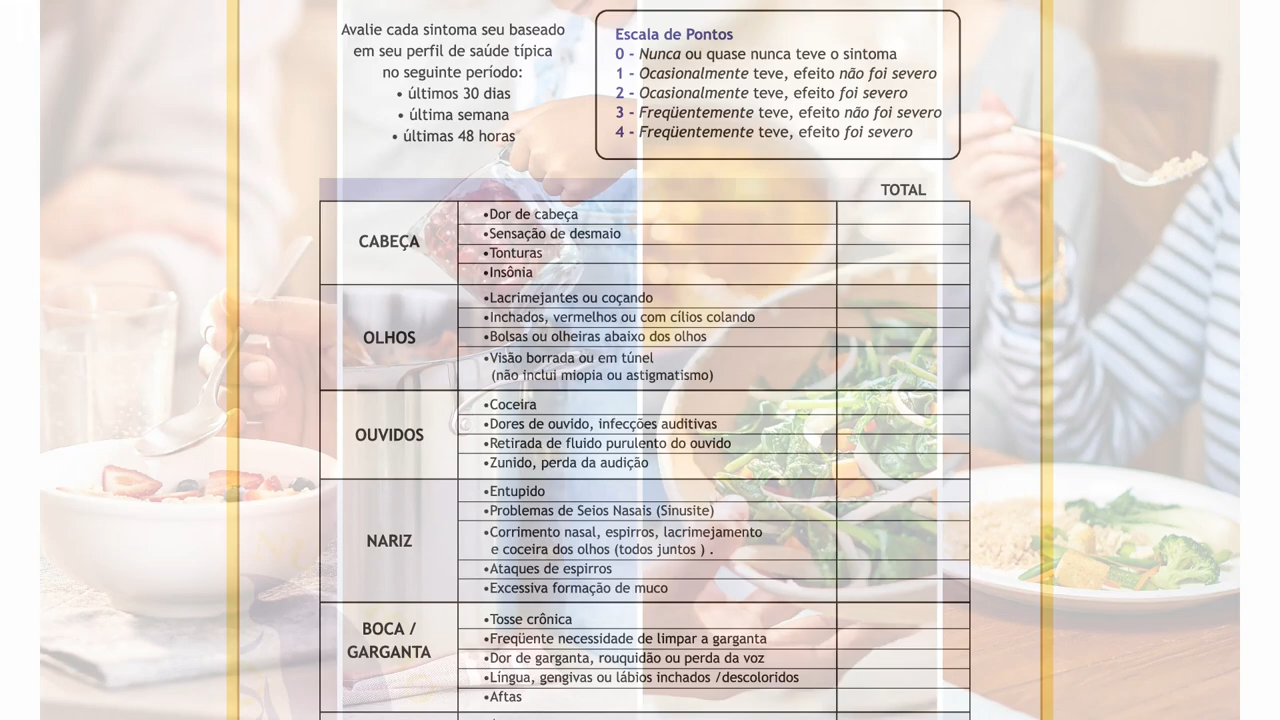 Avalie cada sintoma seu baseado
em seu perfil de saúde típica
no seguinte período:
• últimos 30 dias
• última semana
• últimas 48 horas
Escala de Pontos
0 - Nunca ou quase nunca teve o sintoma
1 - Ocasionalmente teve, efeito não foi severo
2 - Ocasionalmente teve, efeito foi severo
3 - Freqüentemente teve, efeito não foi severo
4 - Freqüentemente teve, efeito foi severo
TOTAL
CABEÇA
•Dor de cabeça
•Sensação de desmaio
•Tonturas
•Insônia
OLHOS
•Lacrimejantes ou coçando
•Inchados, vermelhos ou com cílios colando
•Bolsas ou olheiras abaixo dos olhos
•Visão borrada ou em túnel
(não inclui miopia ou astigmatismo)
OUVIDOS
•Coceira
•Dores de ouvido, infecções auditivas
•Retirada de fluido purulento do ouvido
•Zunido, perda da audição
NARIZ
•Entupido
•Problemas de Seios Nasais (Sinusite)
•Corrimento nasal, espirros, lacrimejamento
e coceira dos olhos (todos juntos ) .
•Ataques de espirros
•Excessiva formação de muco
BOCA /
GARGANTA
•Tosse crônica
•Freqüente necessidade de limpar a garganta
•Dor de garganta, rouquidão ou perda da voz
•Língua, gengivas ou lábios inchados /descoloridos
•Aftas